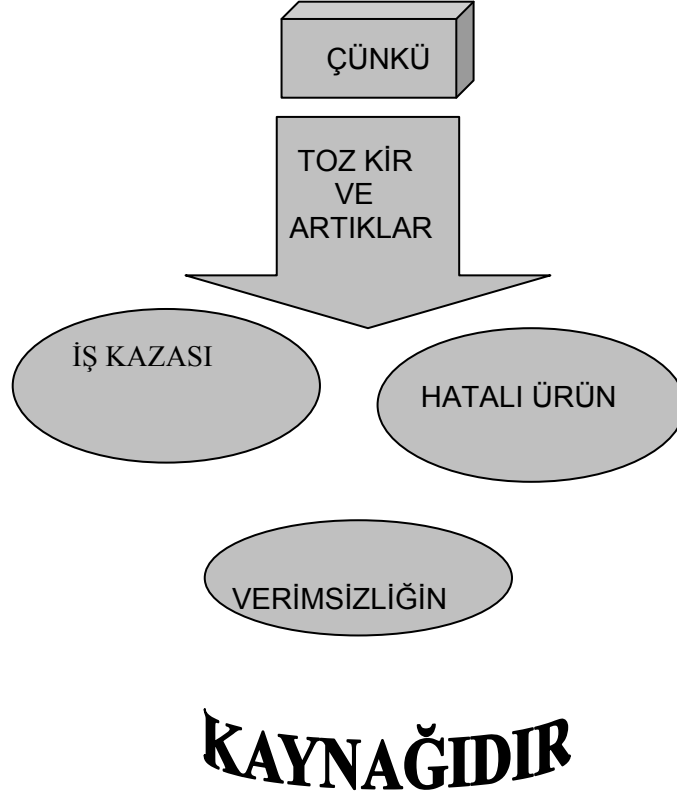 ÇÜNKÜ
TOZ KİR
VE
ARTIKLAR
İŞ KAZASI
HATALI ÜRÜN
VERİMSİZLİĞİN
KAYNAĞIDIR